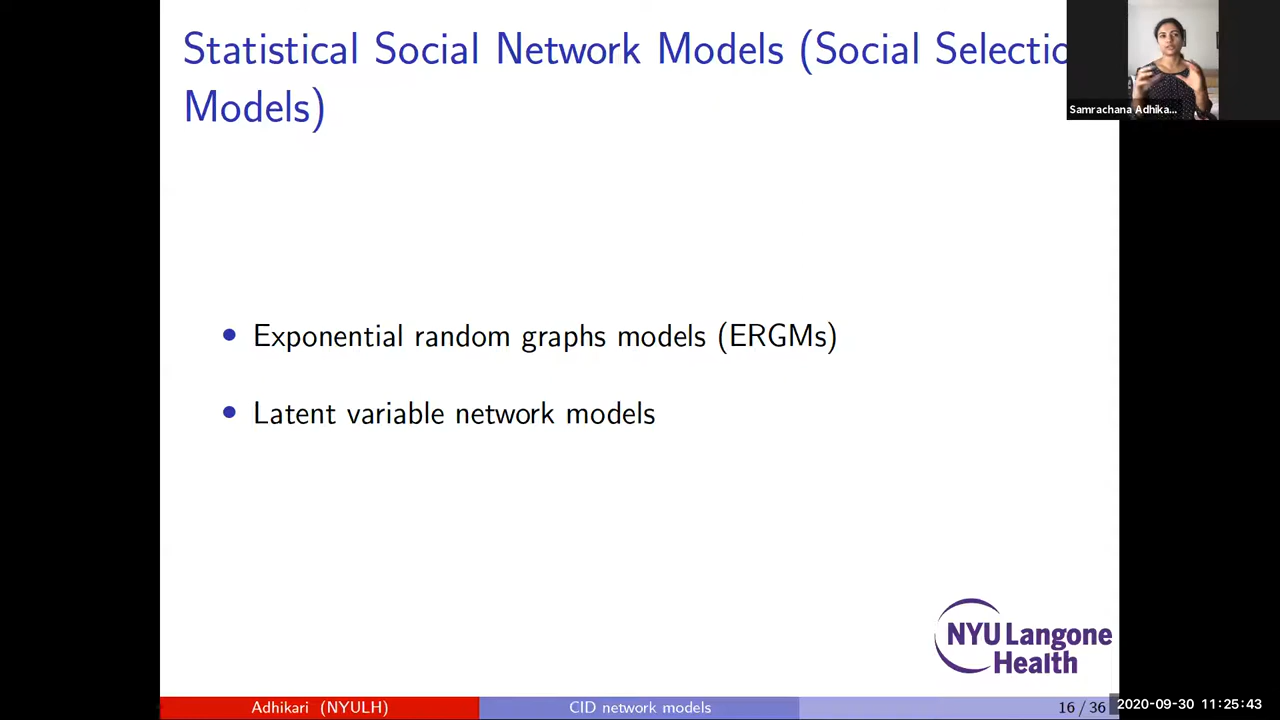 Statistical Social Network Models (Social Selectio
Models)
Samrachana Adhika...
• Exponential random graphs models (ERGMs)
• Latent variable network models
NYU Langone
Health
Adhikari (NYULH)
CID network models
16 / 36
2020-09-30 11:25:43